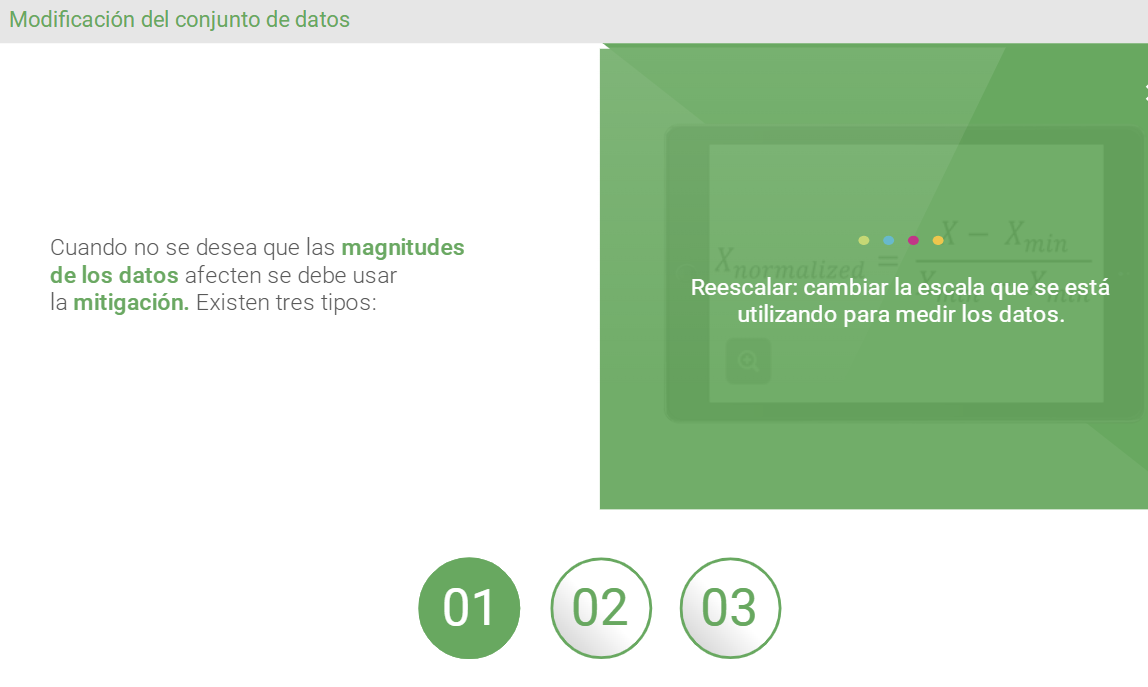 Modificación del conjunto de datos
Cuando no se desea que las magnitudes
de los datos afecten se debe usar
la mitigación. Existen tres tipos:
X normalized = X − X min
Reescalar: cambiar la escala que se está
utilizando para medir los datos.
01 02 03